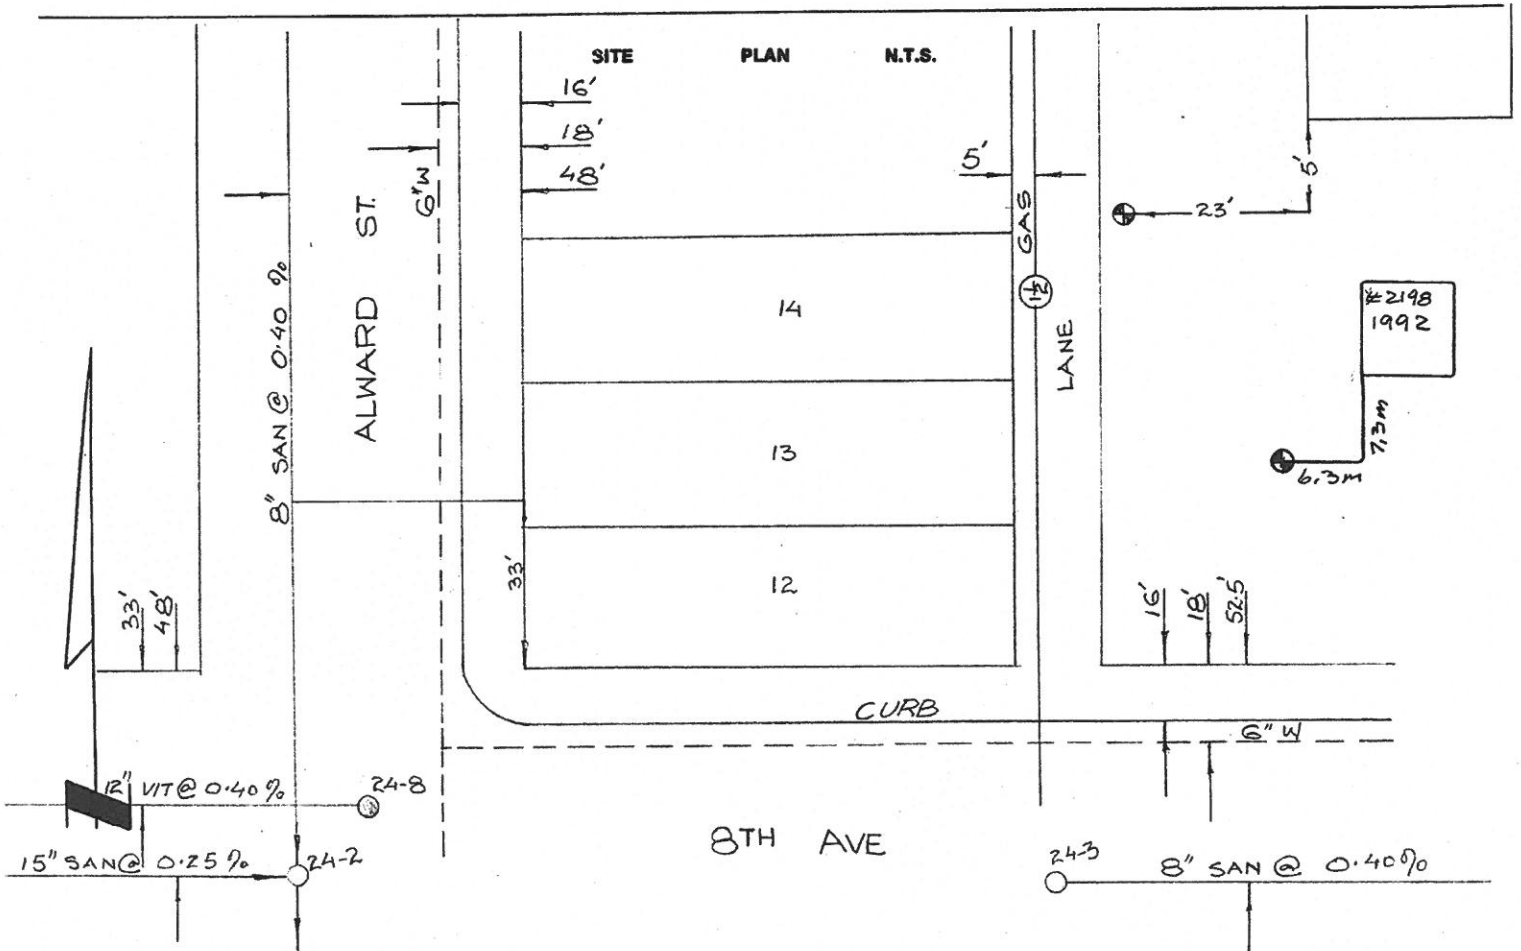 SITE PLAN N.T.S.
16'
18'
48'
5'
5'
23'
6"W
ALWARD ST.
8" SAN @ 0.40 %
GAS
1½
LANE
14
13
12
#2198
1992
7.3m
6.3m
33'
33'
48'
16'
18'
52.5'
CURB
6" W
12" VIT @ 0.40 %
24-8
15" SAN @ 0.25 %
24-2
8TH AVE
24-3
8" SAN @ 0.40%